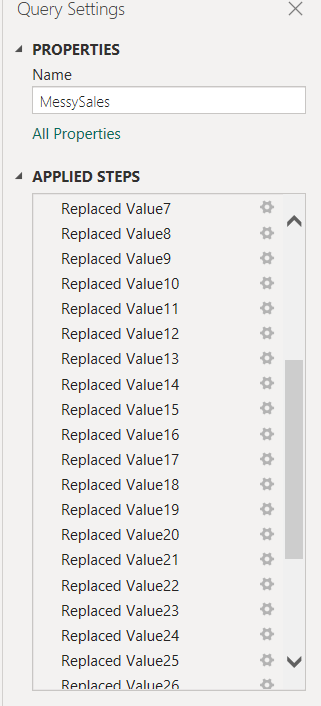 Query Settings
PROPERTIES
Name
MessySales
All Properties
APPLIED STEPS
Replaced Value7
Replaced Value8
Replaced Value9
Replaced Value10
Replaced Value11
Replaced Value12
Replaced Value13
Replaced Value14
Replaced Value15
Replaced Value16
Replaced Value17
Replaced Value18
Replaced Value19
Replaced Value20
Replaced Value21
Replaced Value22
Replaced Value23
Replaced Value24
Replaced Value25
Replaced Value26